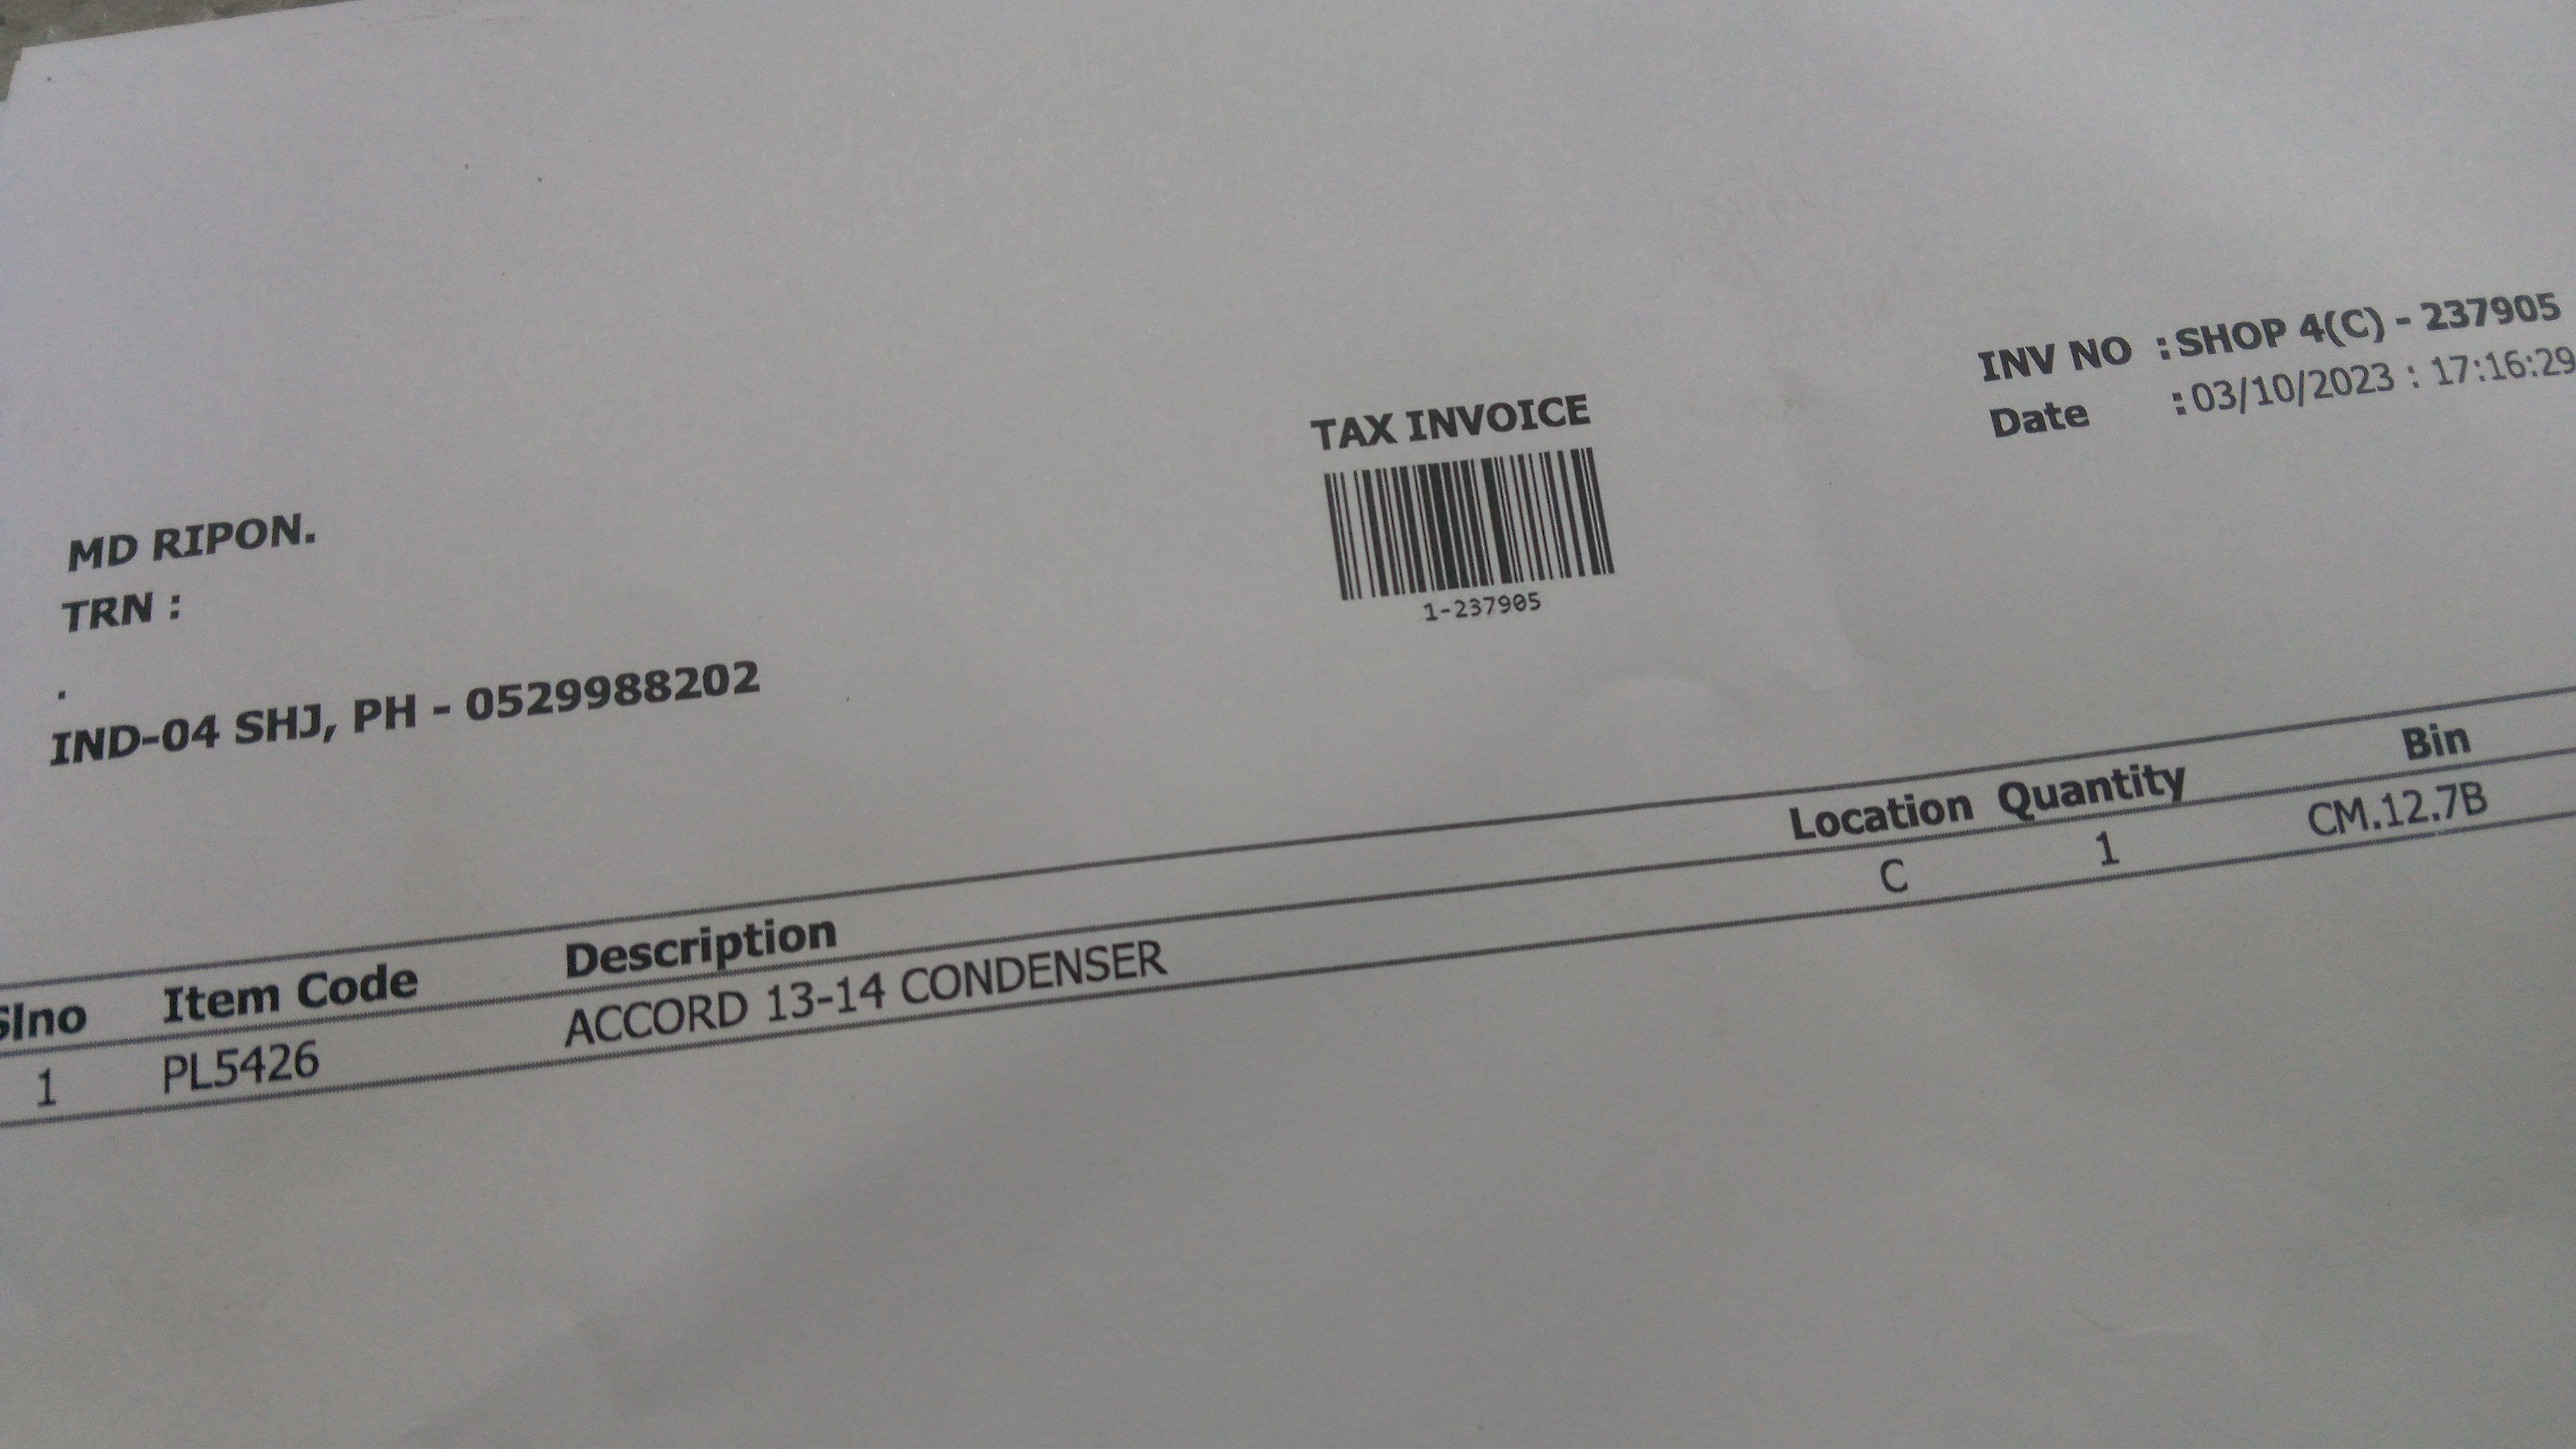 INV NO : SHOP 4(C) - 237905
Date : 03/10/2023 : 17:16:29
TAX INVOICE
1-237905
MD RIPON.
TRN :
.
IND-04 SHJ, PH - 0529988202
Slno Item Code Description Location Quantity Bin
1 PL5426 ACCORD 13-14 CONDENSER C 1 CM.12.7B